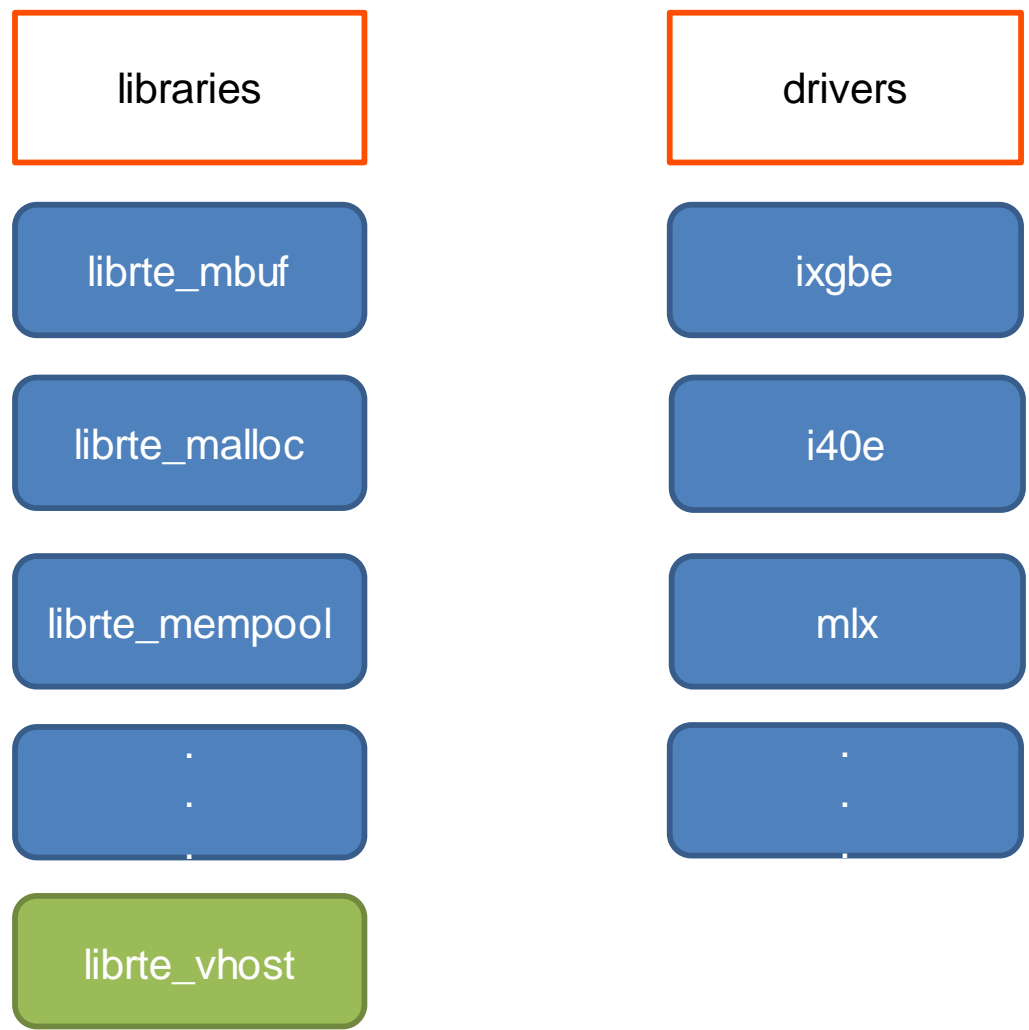 libraries
librte_mbuf
librte_malloc
librte_mempool
.
.
.
librte_vhost
drivers
ixgbe
i40e
mlx
.
.
.